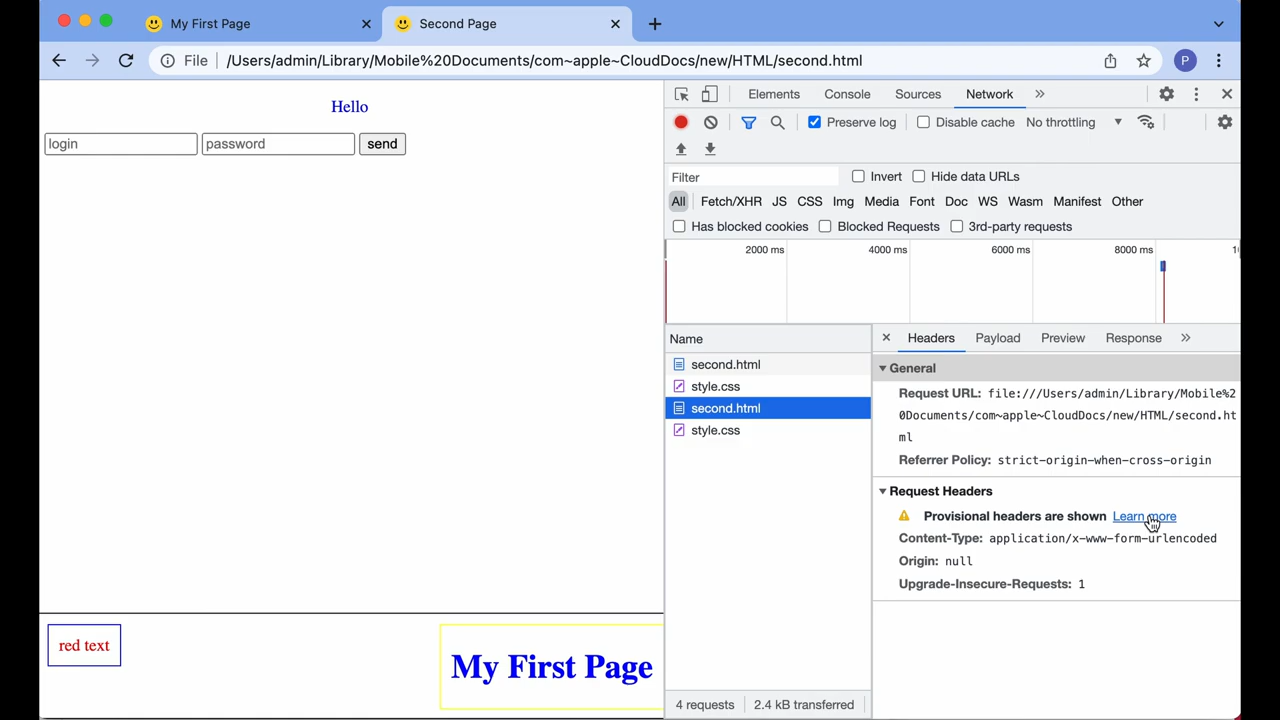 My First Page
Second Page
File
/Users/admin/Library/Mobile%20Documents/com~apple~CloudDocs/new/HTML/second.html
P
Hello
login
password
send
red text
My First Page
Elements
Console
Sources
Network
Preserve log
Disable cache
No throttling
Filter
Invert
Hide data URLs
All
Fetch/XHR
JS
CSS
Img
Media
Font
Doc
WS
Wasm
Manifest
Other
Has blocked cookies
Blocked Requests
3rd-party requests
2000 ms
4000 ms
6000 ms
8000 ms
Name
second.html
style.css
second.html
style.css
4 requests
2.4 kB transferred
Headers
Payload
Preview
Response
General
Request URL: file:///Users/admin/Library/Mobile%2
0Documents/com~apple~CloudDocs/new/HTML/second.ht
ml
Referrer Policy: strict-origin-when-cross-origin
Request Headers
Provisional headers are shown Learn more
Content-Type: application/x-www-form-urlencoded
Origin: null
Upgrade-Insecure-Requests: 1